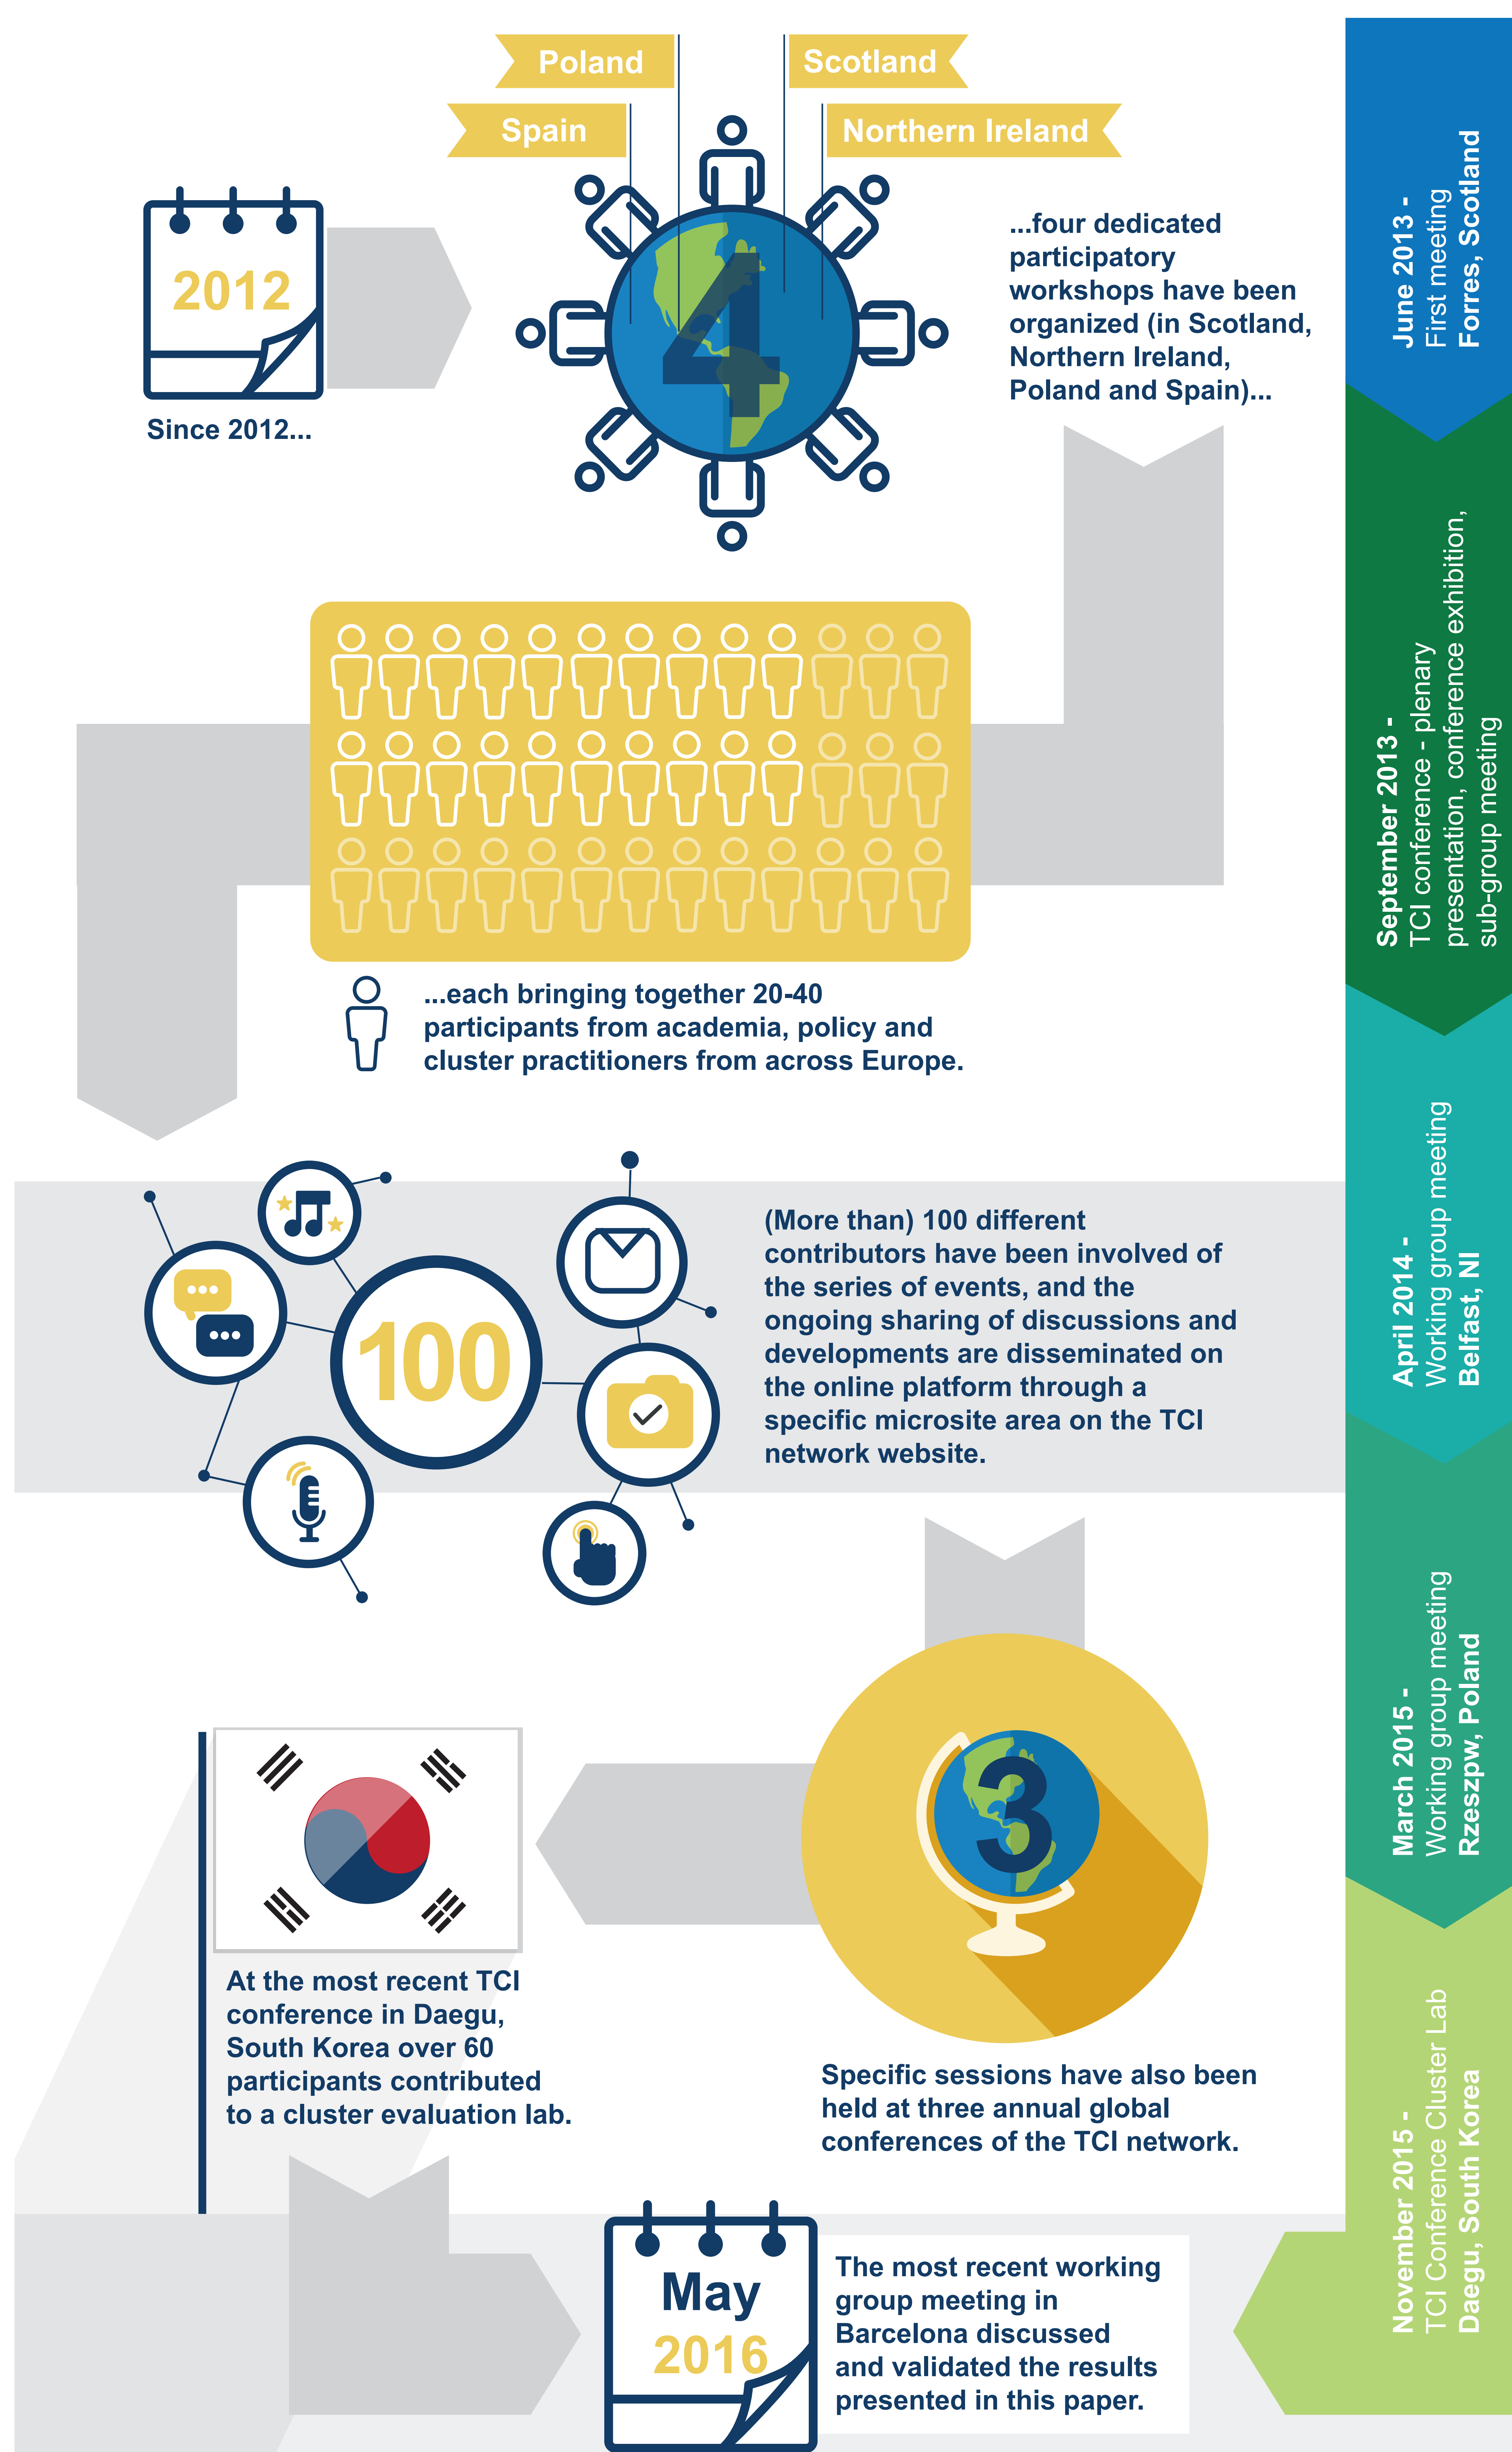 Poland
Scotland
Spain
Northern Ireland
2012
Since 2012...
4
...four dedicated
participatory
workshops have been
organized (in Scotland,
Northern Ireland,
Poland and Spain)...
...each bringing together 20-40
participants from academia, policy and
cluster practitioners from across Europe.
100
(More than) 100 different
contributors have been involved of
the series of events, and the
ongoing sharing of discussions and
developments are disseminated on
the online platform through a
specific microsite area on the TCI
network website.
3
Specific sessions have also been
held at three annual global
conferences of the TCI network.
At the most recent TCI
conference in Daegu,
South Korea over 60
participants contributed
to a cluster evaluation lab.
May
2016
The most recent working
group meeting in
Barcelona discussed
and validated the results
presented in this paper.
June 2013 -
First meeting
Forres, Scotland
September 2013 -
TCI conference - plenary
presentation, conference exhibition,
sub-group meeting
April 2014 -
Working group meeting
Belfast, NI
March 2015 -
Working group meeting
Rzeszpw, Poland
November 2015 -
TCI Conference Cluster Lab
Daegu, South Korea